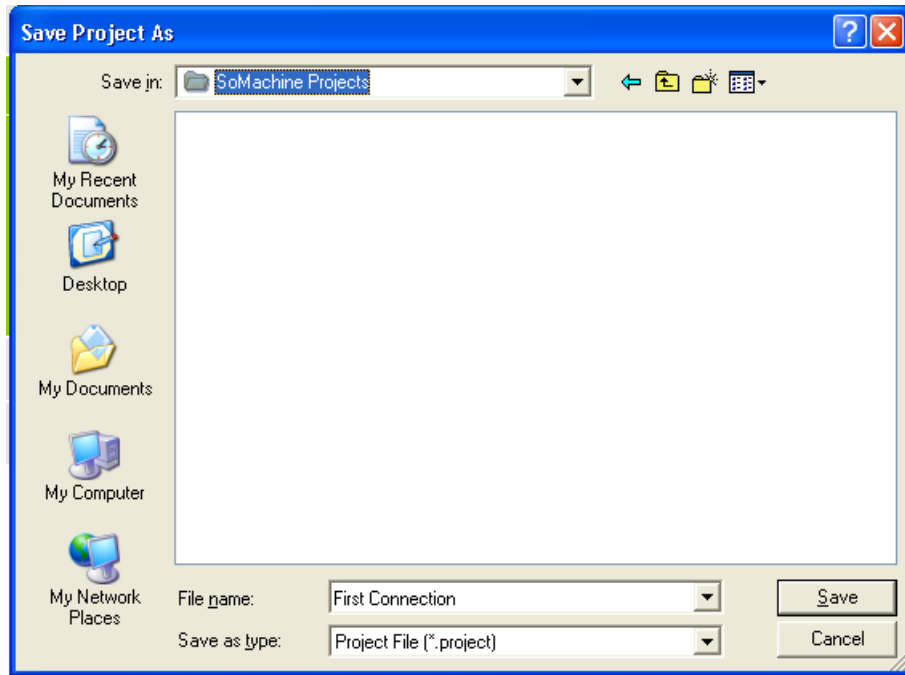 Save Project As
Save in: SoMachine Projects
My Recent
Documents
Desktop
My Documents
My Computer
My Network
Places
File name: First Connection Save
Save as type: Project File (*.project) Cancel